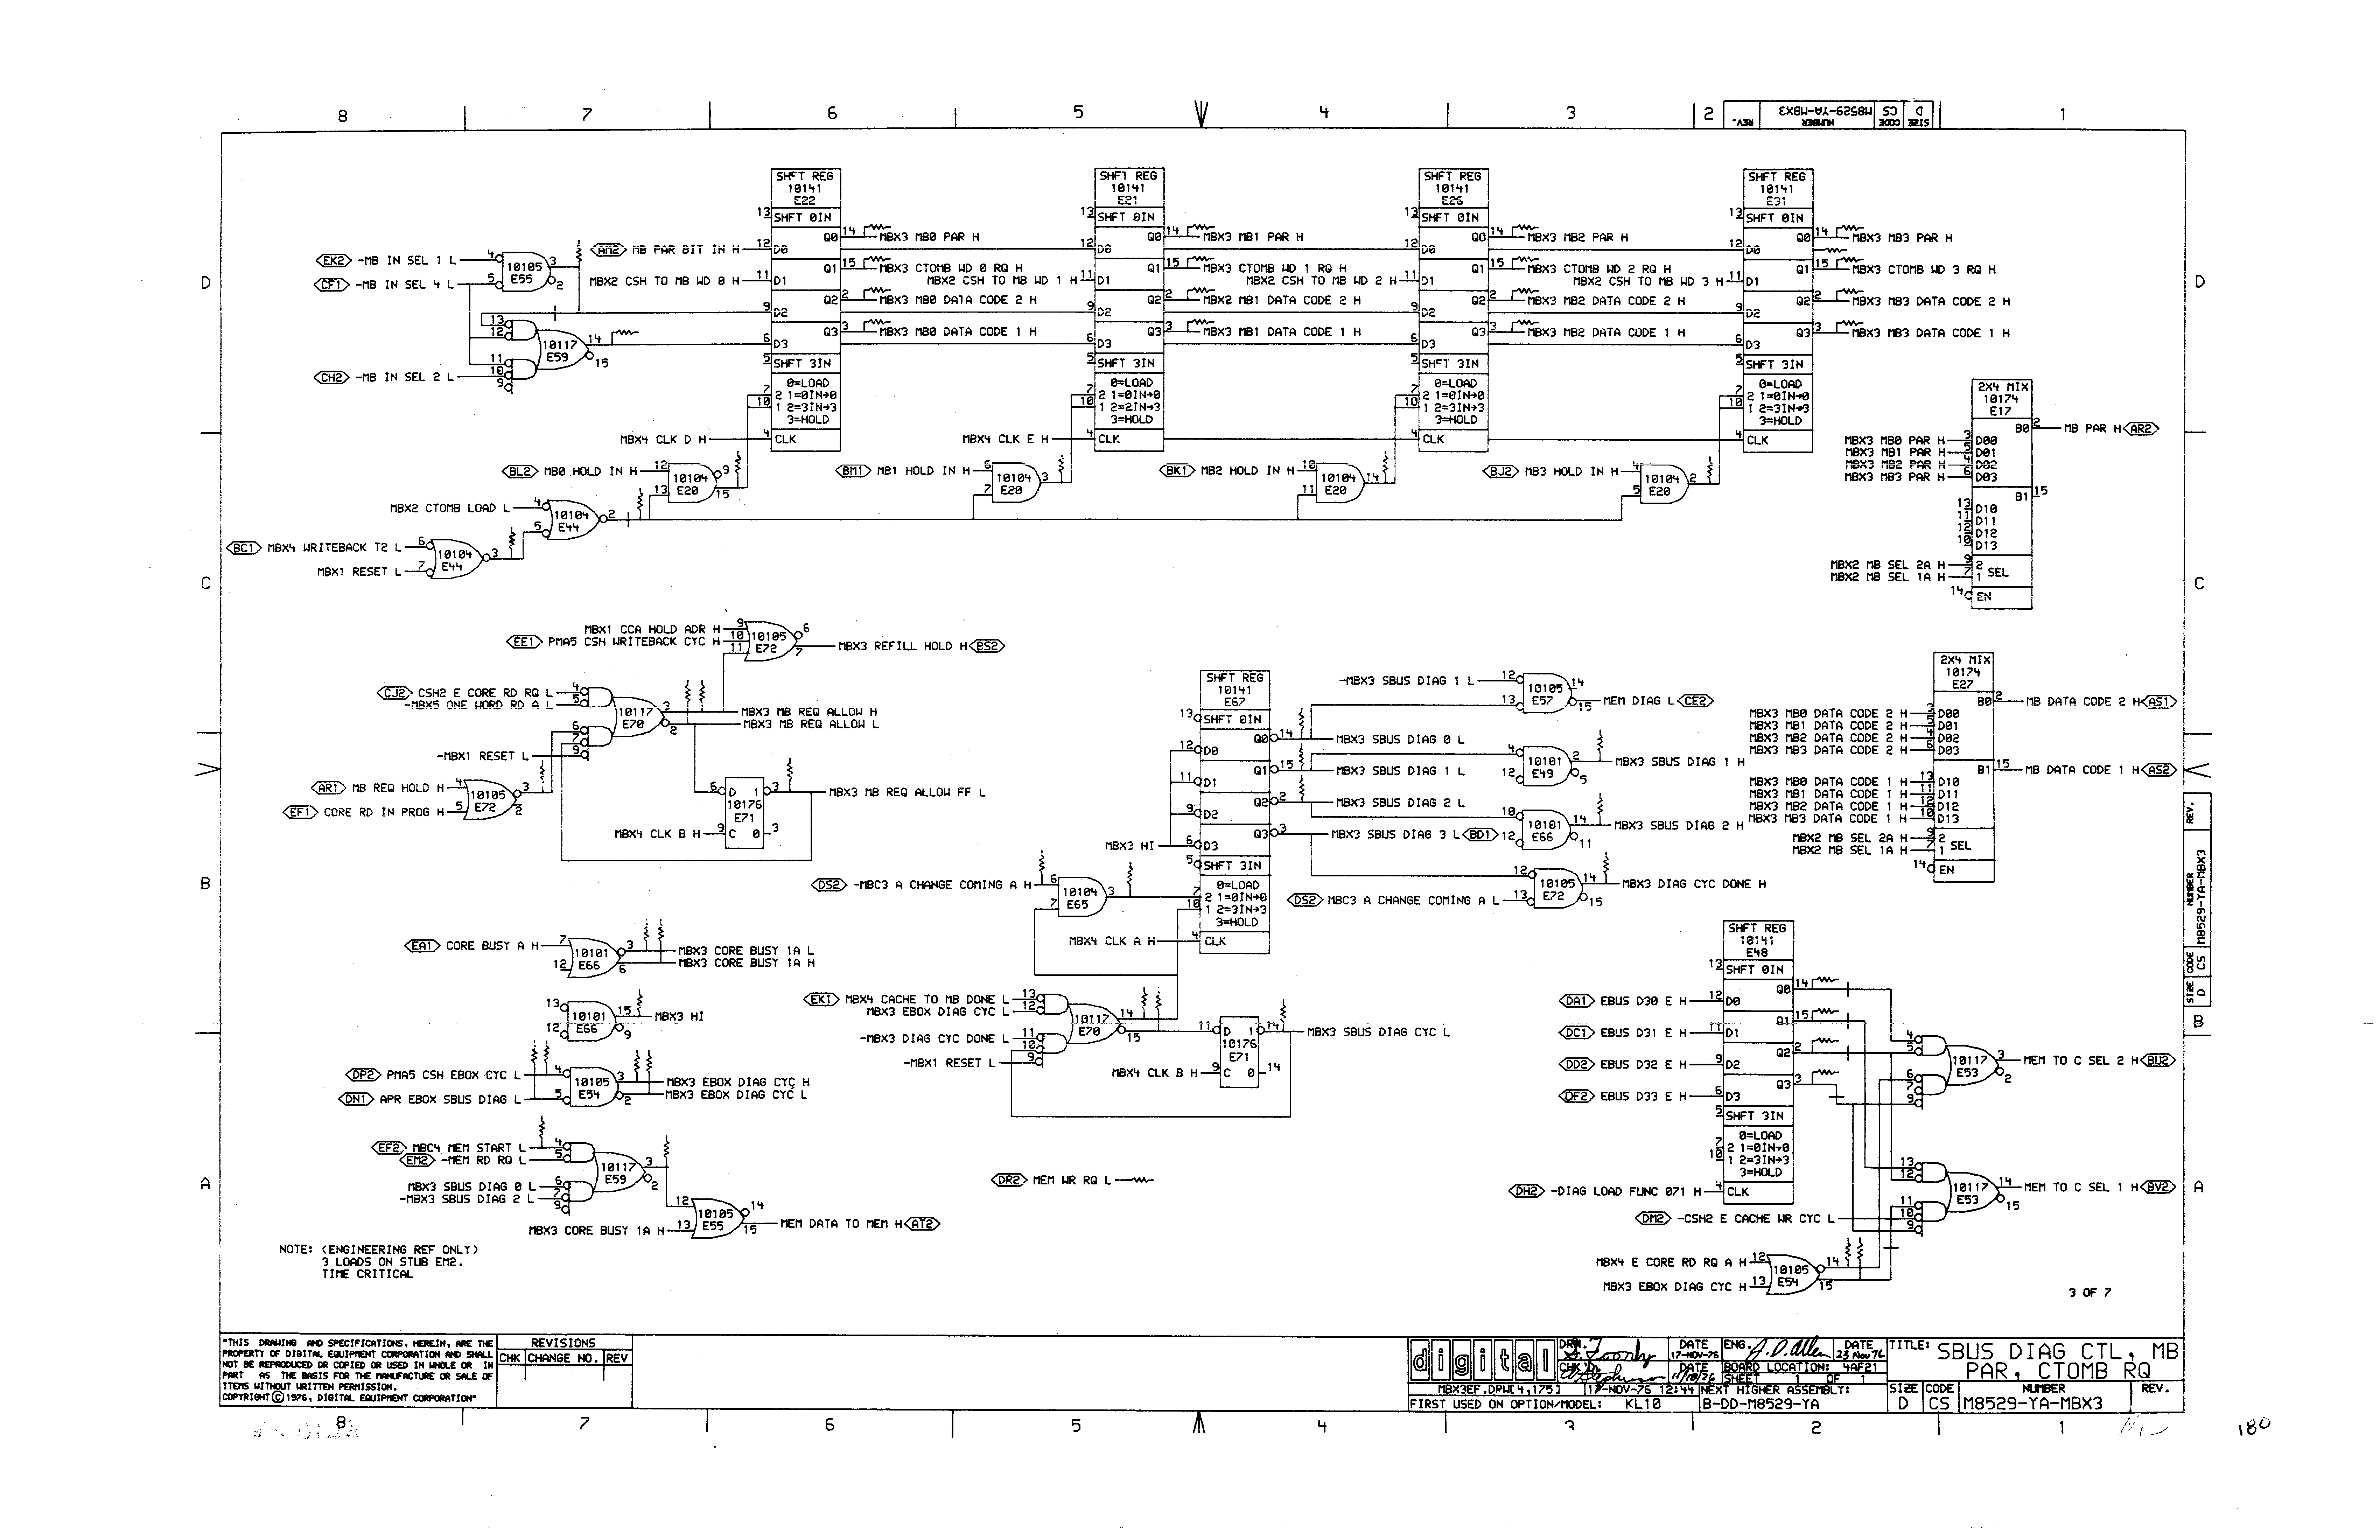 8 7 6 5 4 3 2 1
D CS M8529-YA-MBX3
SIZE CODE NUMBER REV.
SHFT REG 10141 E22
13 SHFT 0IN
Q0 14 MBX3 MB0 PAR H
AM2 MB PAR BIT IN H 12 D0
Q1 15 MBX3 CTOMB WD 0 RQ H
MBX2 CSH TO MB WD 0 H 11 D1
Q2 2 MBX3 MB0 DATA CODE 2 H
9 D2
Q3 3 MBX3 MB0 DATA CODE 1 H
6 D3
5 SHFT 3IN
0=LOAD
7 2 1=0IN→0
10 1 2=3IN→3
3=HOLD
MBX4 CLK D H 4 CLK
SHFT REG 10141 E21
13 SHFT 0IN
Q0 14 MBX3 MB1 PAR H
12 D0
Q1 15 MBX3 CTOMB WD 1 RQ H
MBX2 CSH TO MB WD 1 H 11 D1
Q2 2 MBX2 MB1 DATA CODE 2 H
9 D2
Q3 3 MBX3 MB1 DATA CODE 1 H
6 D3
5 SHFT 3IN
0=LOAD
7 2 1=0IN→0
10 1 2=2IN→3
3=HOLD
MBX4 CLK E H 4 CLK
SHFT REG 10141 E26
13 SHFT 0IN
Q0 14 MBX3 MB2 PAR H
12 D0
Q1 15 MBX3 CTOMB WD 2 RQ H
MBX2 CSH TO MB WD 2 H 11 D1
Q2 2 MBX3 MB2 DATA CODE 2 H
9 D2
Q3 3 MBX3 MB2 DATA CODE 1 H
6 D3
5 SHFT 3IN
0=LOAD
7 2 1=0IN→0
10 1 2=3IN→3
3=HOLD
4 CLK
SHFT REG 10141 E31
13 SHFT 0IN
Q0 14 MBX3 MB3 PAR H
12 D0
Q1 15 MBX3 CTOMB WD 3 RQ H
MBX2 CSH TO MB WD 3 H 11 D1
Q2 2 MBX3 MB3 DATA CODE 2 H
9 D2
Q3 3 MBX3 MB3 DATA CODE 1 H
6 D3
5 SHFT 3IN
0=LOAD
7 2 1=0IN→0
10 1 2=3IN→3
3=HOLD
4 CLK
EK2 -MB IN SEL 1 L 4
CF1 -MB IN SEL 4 L 5
10105 E55 3 2
13 12 11 10 9 10117 E59 14 15
CH2 -MB IN SEL 2 L
BL2 MB0 HOLD IN H 12 13 10104 E20 9 15
BM1 MB1 HOLD IN H 6 7 10104 E20 3
BK1 MB2 HOLD IN H 10 11 10104 E20 14
BJ2 MB3 HOLD IN H 4 5 10104 E20 2
MBX2 CTOMB LOAD L 4 5 10104 E44 2
BC1 MBX4 WRITEBACK T2 L 6
MBX1 RESET L 7 10104 E44 3
2X4 MIX 10174 E17
B0 2 MB PAR H AR2
MBX3 MB0 PAR H 3 D00
MBX3 MB1 PAR H 5 D01
MBX3 MB2 PAR H 4 D02
MBX3 MB3 PAR H 6 D03
B1 15
13 D10
11 D11
12 D12
10 D13
MBX2 MB SEL 2A H 9 2
MBX2 MB SEL 1A H 7 1 SEL
14 EN
MBX1 CCA HOLD ADR H 9
EE1 PMA5 CSH WRITEBACK CYC H 10
11 10105 E72 6 7
MBX3 REFILL HOLD H BS2
CJ2 CSH2 E CORE RD RQ L 4
-MBX5 ONE WORD RD A L 5
6 7 9 10117 E70 3 2
MBX3 MB REQ ALLOW H
MBX3 MB REQ ALLOW L
-MBX1 RESET L
AR1 MB REQ HOLD H 4
EF1 CORE RD IN PROG H 5
10105 E72 3 2
6 D 1 3 10176 E71
MBX3 MB REQ ALLOW FF L
MBX4 CLK B H 9 C 0 3
SHFT REG 10141 E67
13 SHFT 0IN
Q0 14 MBX3 SBUS DIAG 0 L
12 D0
Q1 15 MBX3 SBUS DIAG 1 L
11 D1
Q2 2 MBX3 SBUS DIAG 2 L
9 D2
Q3 3 MBX3 SBUS DIAG 3 L BD1
MBX3 HI 6 D3
5 SHFT 3IN
0=LOAD
7 2 1=0IN→0
10 1 2=3IN→3
3=HOLD
MBX4 CLK A H 4 CLK
-MBX3 SBUS DIAG 1 L 12 13 10105 E57 14 15 MEM DIAG L CE2
4 12 10101 E49 2 5 MBX3 SBUS DIAG 1 H
10 12 10101 E66 14 11 MBX3 SBUS DIAG 2 H
12 10105 E72 14 15 MBX3 DIAG CYC DONE H
DS2 MBC3 A CHANGE COMING A L 13
DS2 -MBC3 A CHANGE COMING A H 6 7 10104 E65 3
2X4 MIX 10174 E27
B0 2 MB DATA CODE 2 H AS1
MBX3 MB0 DATA CODE 2 H 3 D00
MBX3 MB1 DATA CODE 2 H 5 D01
MBX3 MB2 DATA CODE 2 H 4 D02
MBX3 MB3 DATA CODE 2 H 6 D03
B1 15 MB DATA CODE 1 H AS2
MBX3 MB0 DATA CODE 1 H 13 D10
MBX3 MB1 DATA CODE 1 H 11 D11
MBX3 MB2 DATA CODE 1 H 12 D12
MBX3 MB3 DATA CODE 1 H 10 D13
MBX2 MB SEL 2A H 9 2
MBX2 MB SEL 1A H 7 1 SEL
14 EN
EA1 CORE BUSY A H 7 12 10101 E66 3 6
MBX3 CORE BUSY 1A L
MBX3 CORE BUSY 1A H
13 12 10101 E66 15 9 MBX3 HI
DP2 PMA5 CSH EBOX CYC L 4
DN1 APR EBOX SBUS DIAG L 5
10105 E54 3 2
MBX3 EBOX DIAG CYC H
MBX3 EBOX DIAG CYC L
EF2 MBC4 MEM START L 4
EM2 -MEM RD RQ L 5
MBX3 SBUS DIAG 0 L 6
-MBX3 SBUS DIAG 2 L 7
9 10117 E59 3 2
12 10105 E55 14
MBX3 CORE BUSY 1A H 13 15 MEM DATA TO MEM H AT2
EK1 MBX4 CACHE TO MB DONE L 13
MBX3 EBOX DIAG CYC L 12
-MBX3 DIAG CYC DONE L 11
10
-MBX1 RESET L 9
10117 E70 14 15
11 D 1 14 10176 E71
MBX3 SBUS DIAG CYC L
MBX4 CLK B H 9 C 0 14
DR2 MEM WR RQ L
SHFT REG 10141 E48
13 SHFT 0IN
Q0 14
DA1 EBUS D30 E H 12 D0
Q1 15
DC1 EBUS D31 E H 11 D1
Q2 2
DD2 EBUS D32 E H 9 D2
Q3 3
DF2 EBUS D33 E H 6 D3
5 SHFT 3IN
0=LOAD
7 2 1=0IN→0
10 1 2=3IN→3
3=HOLD
DH2 -DIAG LOAD FUNC 071 H 4 CLK
4 5 6 7 9 10117 E53 3 2 MEM TO C SEL 2 H BU2
13 12 11 10 9 10117 E53 14 15 MEM TO C SEL 1 H BV2
DM2 -CSH2 E CACHE WR CYC L
MBX4 E CORE RD RQ A H 12
MBX3 EBOX DIAG CYC H 13
10105 E54 14 15
NOTE: (ENGINEERING REF ONLY)
3 LOADS ON STUB EM2.
TIME CRITICAL
3 OF 7
D C B A
D C B A
SIZE D CODE CS NUMBER M8529-YA-MBX3 REV.
"THIS DRAWING AND SPECIFICATIONS, HEREIN, ARE THE
PROPERTY OF DIGITAL EQUIPMENT CORPORATION AND SHALL
NOT BE REPRODUCED OR COPIED OR USED IN WHOLE OR IN
PART AS THE BASIS FOR THE MANUFACTURE OR SALE OF
ITEMS WITHOUT WRITTEN PERMISSION.
COPYRIGHT © 1976, DIGITAL EQUIPMENT CORPORATION"
REVISIONS
CHK CHANGE NO. REV
digital
DRN. DATE 17-NOV-76 ENG. A.D. Allen DATE 23 Nov 76
CHK'D DATE 11/18/76 BOARD LOCATION: 4AF21
SHEET 1 OF 1
MBX3EF.DPW[4,175] 17-NOV-76 12:44 NEXT HIGHER ASSEMBLY:
FIRST USED ON OPTION/MODEL: KL10 B-DD-M8529-YA
TITLE: SBUS DIAG CTL, MB
PAR, CTOMB RQ
SIZE CODE NUMBER REV.
D CS M8529-YA-MBX3
8 7 6 5 4 3 2 1
180